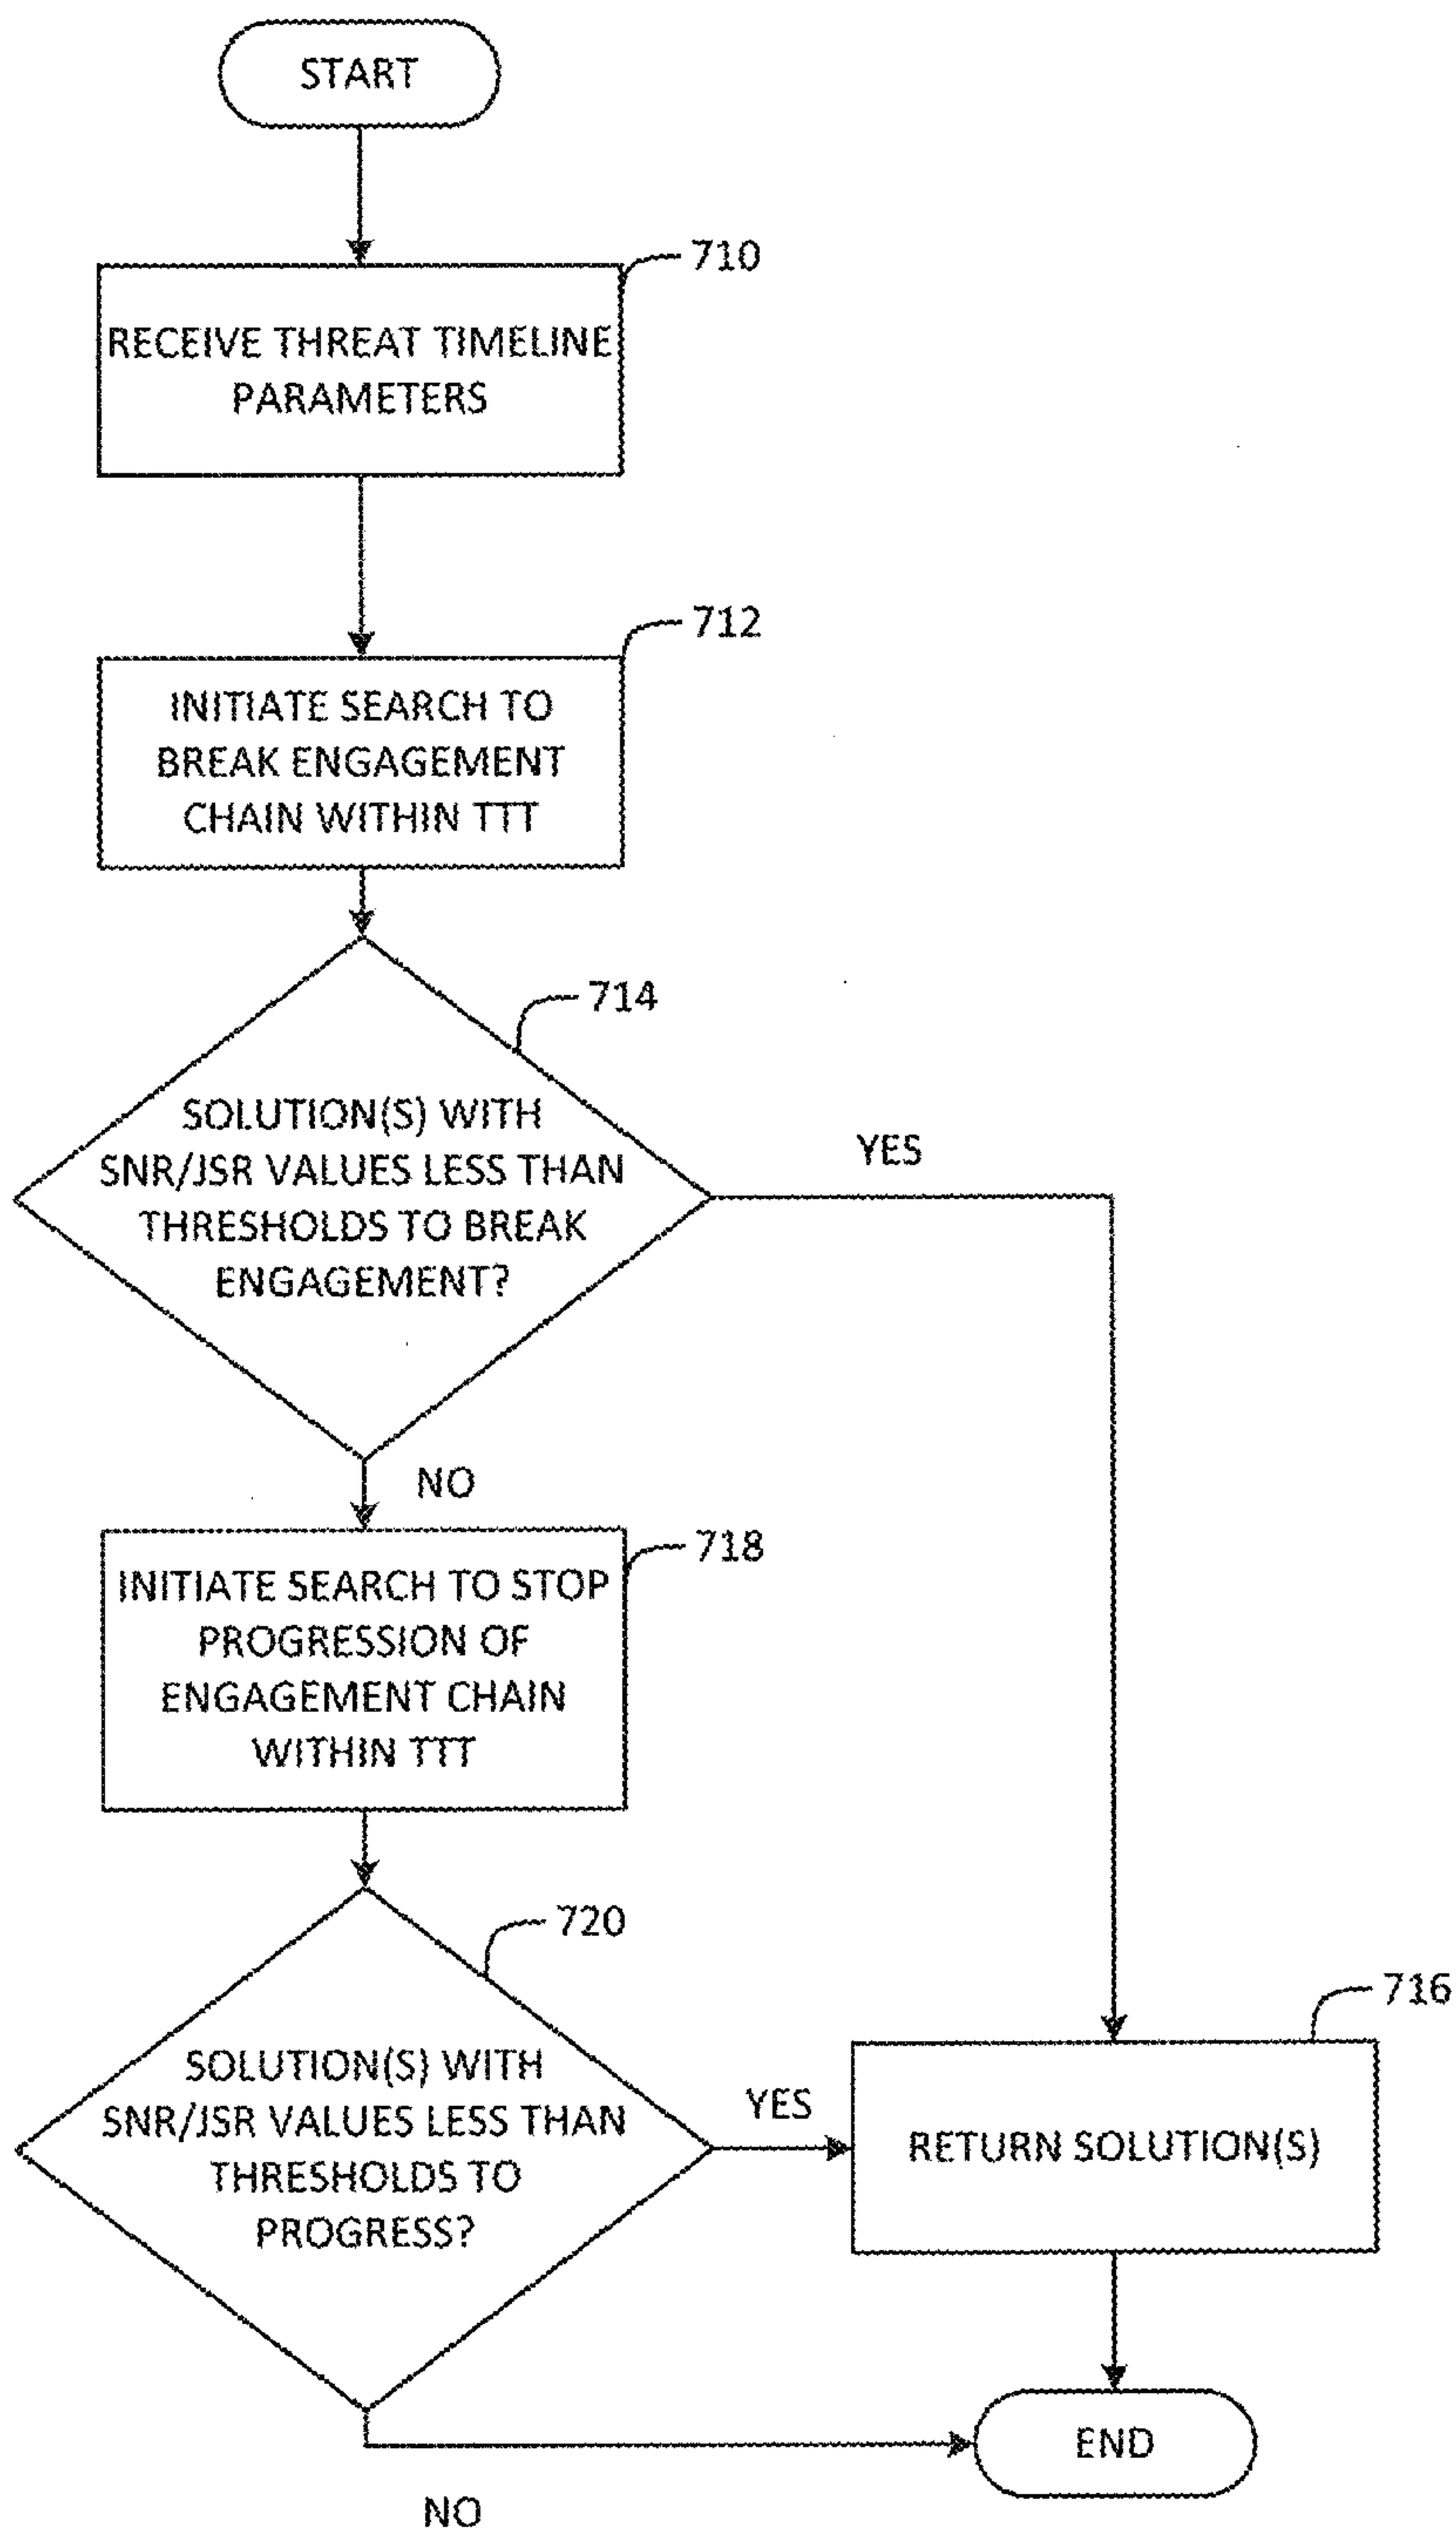 START
710
RECEIVE THREAT TIMELINE
PARAMETERS
712
INITIATE SEARCH TO
BREAK ENGAGEMENT
CHAIN WITHIN TTT
714
SOLUTION(S) WITH
SNR/JSR VALUES LESS THAN
THRESHOLDS TO BREAK
ENGAGEMENT?
YES
NO
718
INITIATE SEARCH TO STOP
PROGRESSION OF
ENGAGEMENT CHAIN
WITHIN TTT
720
SOLUTION(S) WITH
SNR/JSR VALUES LESS THAN
THRESHOLDS TO
PROGRESS?
YES
716
RETURN SOLUTION(S)
END
NO